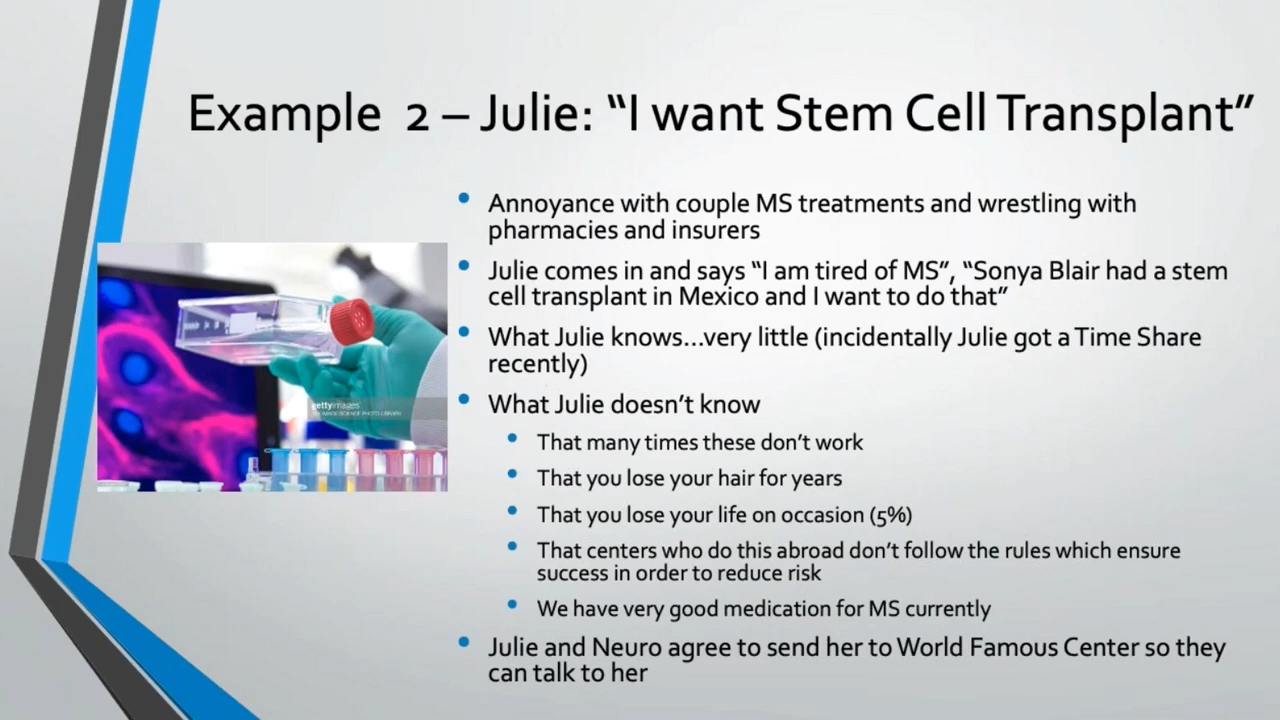 Example 2 – Julie: “I want Stem Cell Transplant”
Annoyance with couple MS treatments and wrestling with
pharmacies and insurers
Julie comes in and says “I am tired of MS”, “Sonya Blair had a stem
cell transplant in Mexico and I want to do that”
What Julie knows...very little (incidentally Julie got a Time Share
recently)
What Julie doesn’t know
That many times these don’t work
That you lose your hair for years
That you lose your life on occasion (5%)
That centers who do this abroad don’t follow the rules which ensure
success in order to reduce risk
We have very good medication for MS currently
Julie and Neuro agree to send her to World Famous Center so they
can talk to her
gettyimages
SCIENCE PHOTO LIBRARY